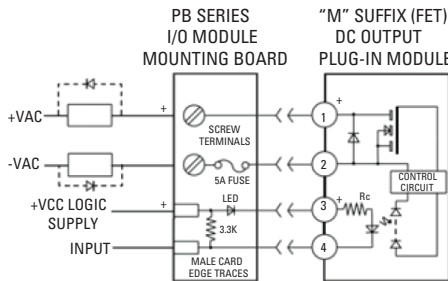 PB SERIES
I/O MODULE
MOUNTING BOARD
"M" SUFFIX (FET)
DC OUTPUT
PLUG-IN MODULE
+VAC
+
SCREW
TERMINALS
1
+
-VAC
5A FUSE
2
CONTROL
CIRCUIT
+VCC LOGIC
SUPPLY
+
LED
3
+
Rc
3.3K
INPUT
4
MALE CARD
EDGE TRACES